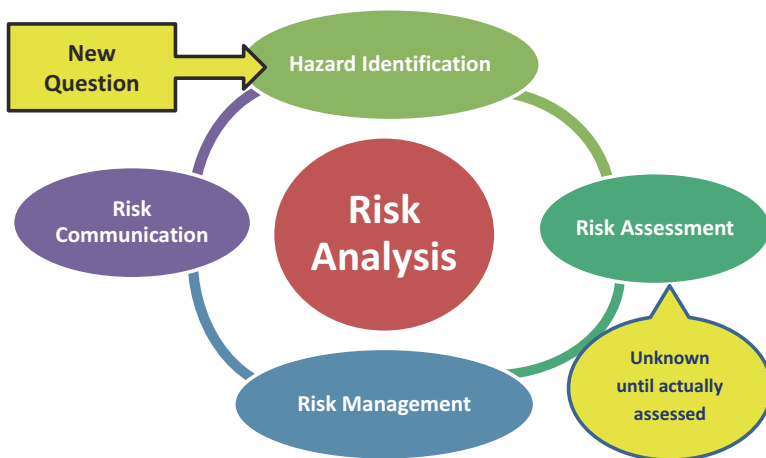 New
Question
Hazard Identification
Risk
Communication
Risk
Analysis
Risk Assessment
Risk Management
Unknown
until actually
assessed